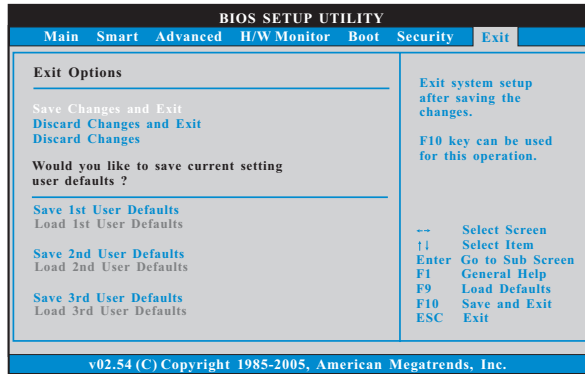 BIOS SETUP UTILITY
Main Smart Advanced H/W Monitor Boot Security Exit
Exit Options
Save Changes and Exit
Discard Changes and Exit
Discard Changes
Would you like to save current setting
user defaults ?
Save 1st User Defaults
Load 1st User Defaults
Save 2nd User Defaults
Load 2nd User Defaults
Save 3rd User Defaults
Load 3rd User Defaults
Exit system setup
after saving the
changes.
F10 key can be used
for this operation.
←→ Select Screen
↑↓ Select Item
Enter Go to Sub Screen
F1 General Help
F9 Load Defaults
F10 Save and Exit
ESC Exit
v02.54 (C) Copyright 1985-2005, American Megatrends, Inc.